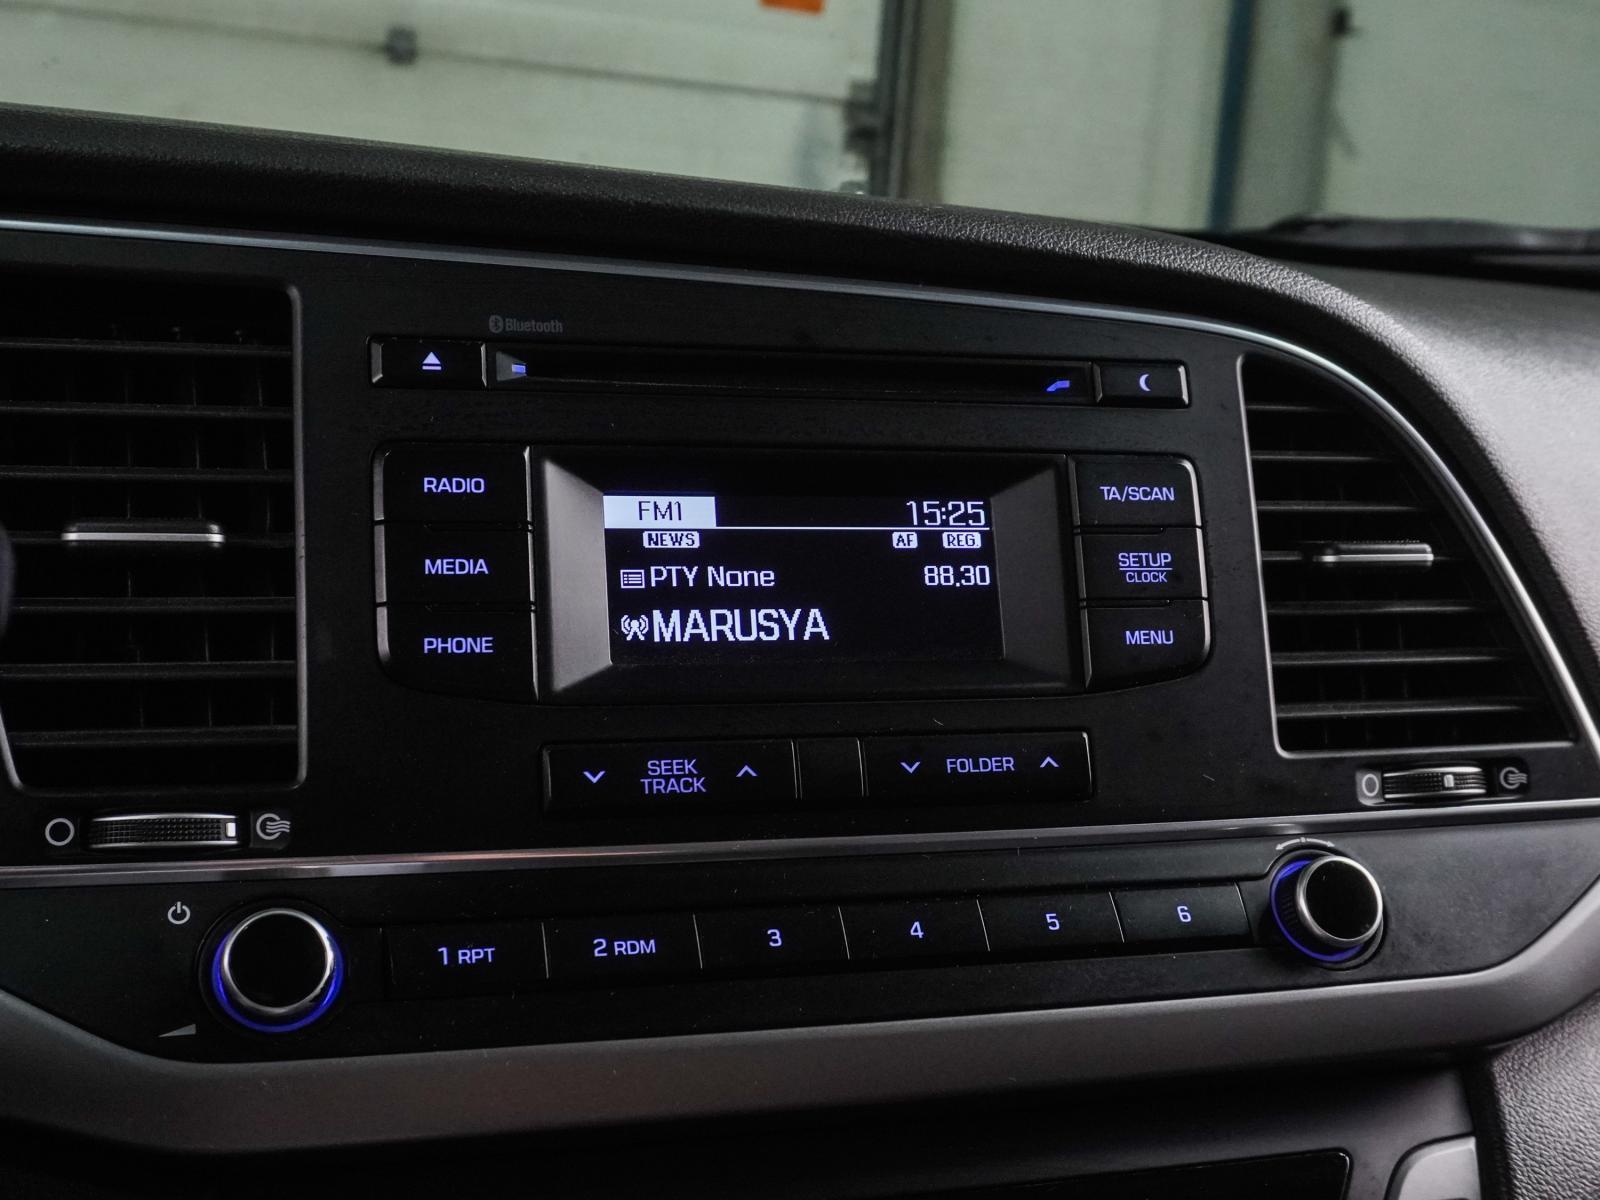 Bluetooth
RADIO
MEDIA
PHONE
FM1 15:25
NEWS AF REG.
PTY None 88.30
MARUSYA
TA/SCAN
SETUP
CLOCK
MENU
SEEK
TRACK
FOLDER
1 RPT 2 RDM 3 4 5 6